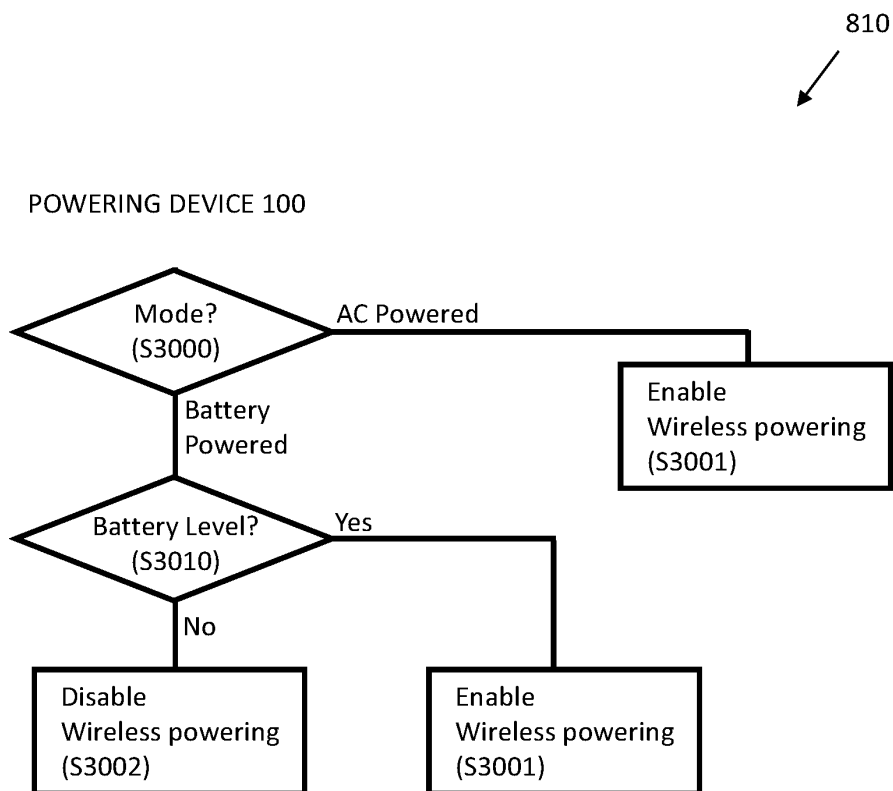 810
POWERING DEVICE 100
Mode?
(S3000)
AC Powered
Enable
Wireless powering
(S3001)
Battery
Powered
Battery Level?
(S3010)
Yes
No
Disable
Wireless powering
(S3002)
Enable
Wireless powering
(S3001)